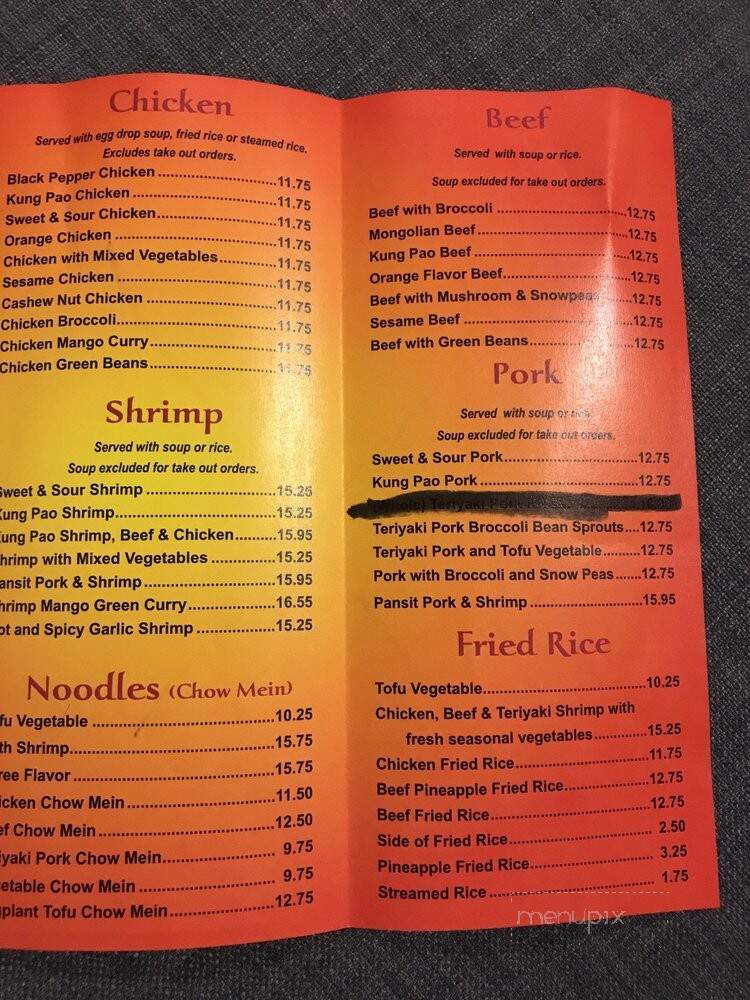 Chicken
Served with egg drop soup, fried rice or steamed rice.
Excludes take out orders.
Black Pepper Chicken 11.75
Kung Pao Chicken 11.75
Sweet & Sour Chicken 11.75
Orange Chicken 11.75
Chicken with Mixed Vegetables 11.75
Sesame Chicken 11.75
Cashew Nut Chicken 11.75
Chicken Broccoli 11.75
Chicken Mango Curry 11.75
Chicken Green Beans 11.75
Shrimp
Served with soup or rice.
Soup excluded for take out orders.
Sweet & Sour Shrimp 15.25
Kung Pao Shrimp 15.25
Kung Pao Shrimp, Beef & Chicken 15.95
hrimp with Mixed Vegetables 15.25
ansit Pork & Shrimp 15.95
hrimp Mango Green Curry 16.55
ot and Spicy Garlic Shrimp 15.25
Noodles (Chow Mein)
fu Vegetable 10.25
th Shrimp 15.75
ree Flavor 15.75
icken Chow Mein 11.50
ef Chow Mein 12.50
iyaki Pork Chow Mein 9.75
etable Chow Mein 9.75
gplant Tofu Chow Mein 12.75
Beef
Served with soup or rice.
Soup excluded for take out orders.
Beef with Broccoli 12.75
Mongolian Beef 12.75
Kung Pao Beef 12.75
Orange Flavor Beef 12.75
Beef with Mushroom & Snowpeas 12.75
Sesame Beef 12.75
Beef with Green Beans 12.75
Pork
Served with soup or rice.
Soup excluded for take out orders.
Sweet & Sour Pork 12.75
Kung Pao Pork 12.75
Teriyaki Pork Broccoli Bean Sprouts 12.75
Teriyaki Pork and Tofu Vegetable 12.75
Pork with Broccoli and Snow Peas 12.75
Pansit Pork & Shrimp 15.95
Fried Rice
Tofu Vegetable 10.25
Chicken, Beef & Teriyaki Shrimp with
fresh seasonal vegetables 15.25
Chicken Fried Rice 11.75
Beef Pineapple Fried Rice 12.75
Beef Fried Rice 12.75
Side of Fried Rice 2.50
Pineapple Fried Rice 3.25
Streamed Rice 1.75
menupix